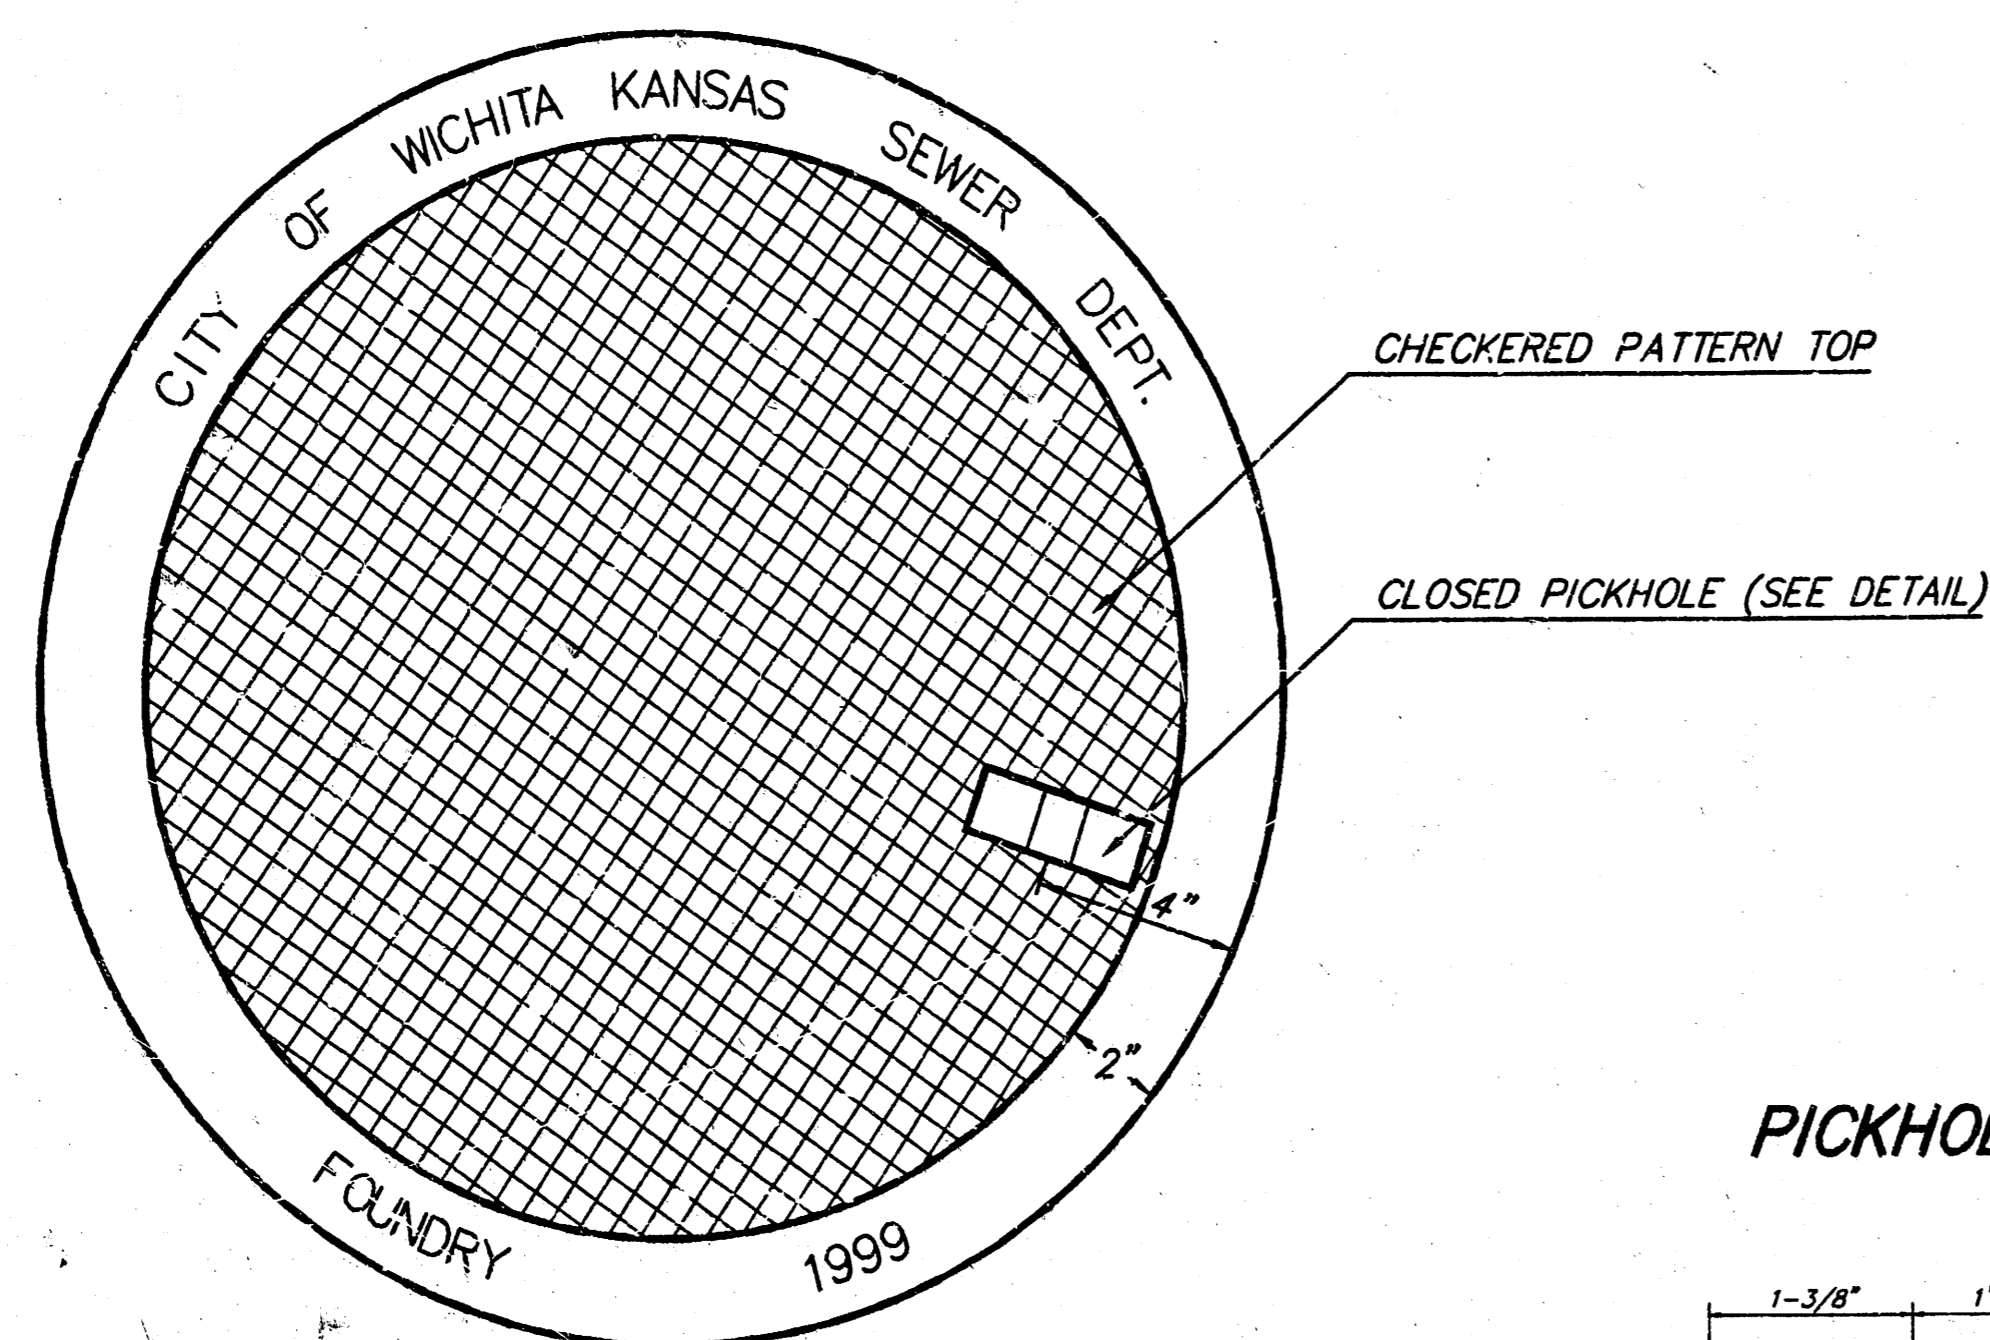 CITY OF WICHITA KANSAS SEWER DEPT.
CHECKERED PATTERN TOP
CLOSED PICKHOLE (SEE DETAIL)
4"
2"
FOUNDRY 1999
1-3/8"